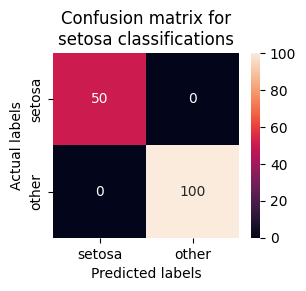 Confusion matrix for
setosa classifications
Actual labels
setosa
other
50
0
0
100
setosa
other
Predicted labels
100
80
60
40
20
0